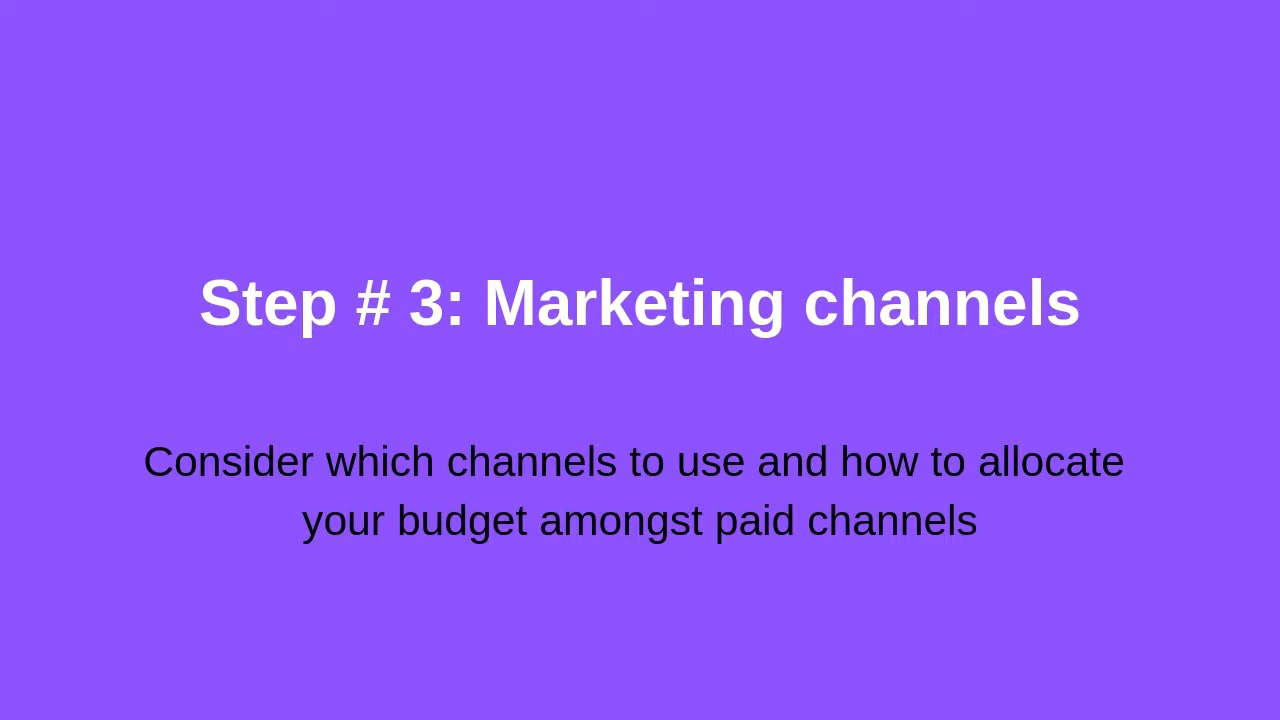 Step # 3: Marketing channels
Consider which channels to use and how to allocate
your budget amongst paid channels